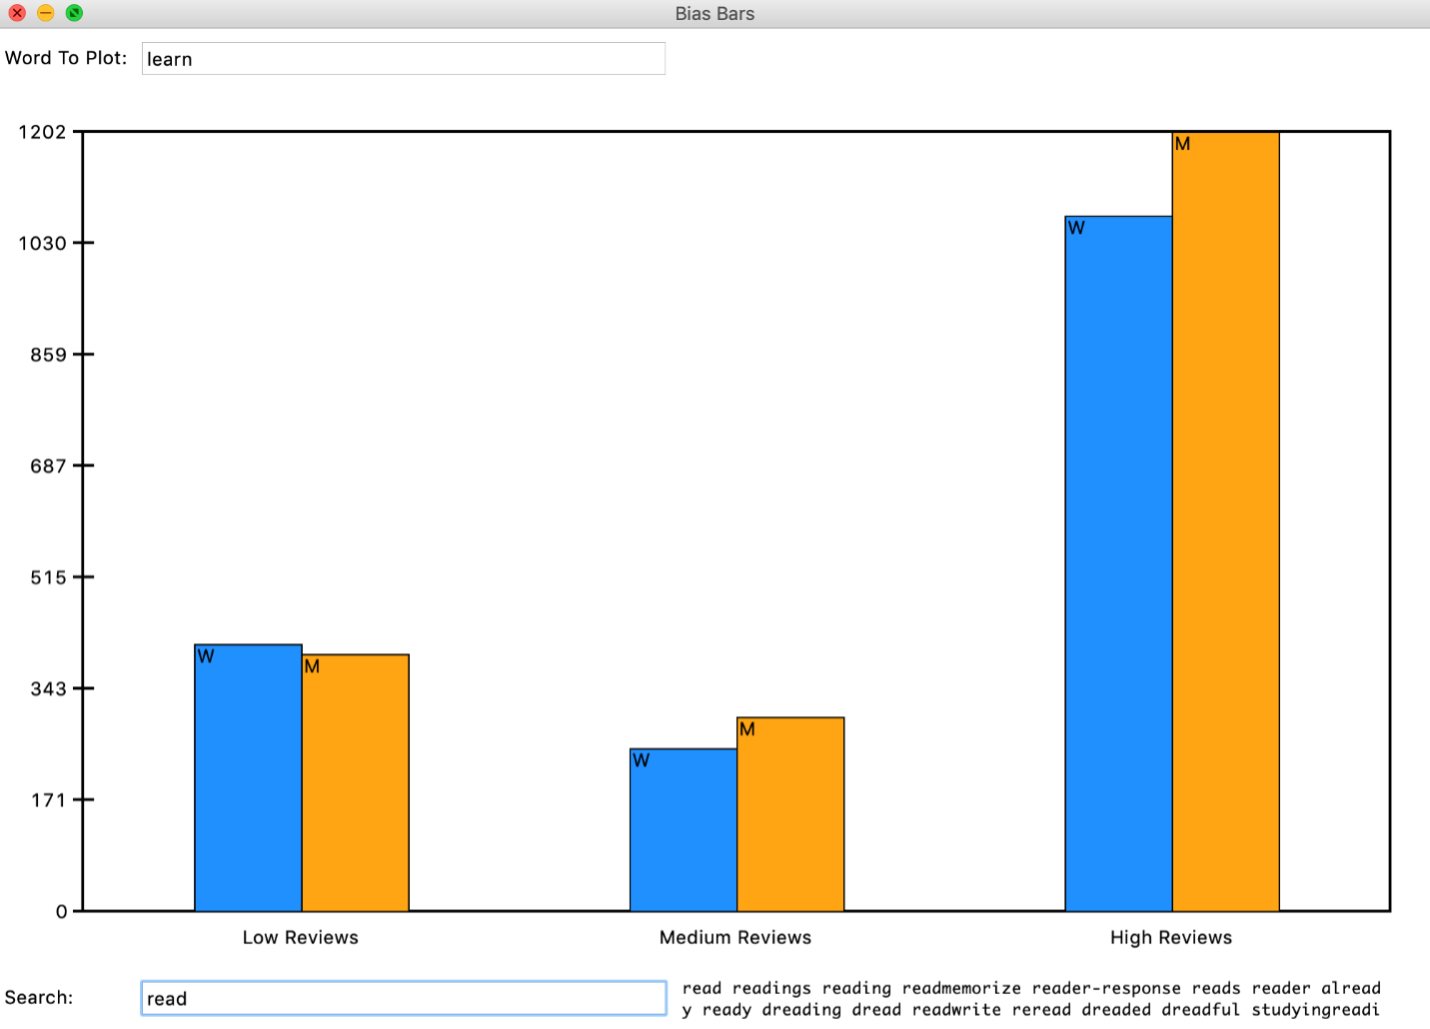 Bias Bars
Word To Plot: learn
1202
M
W
1030
859
687
515
W
M
343
M
W
171
0
Low Reviews Medium Reviews High Reviews
Search: read
read readings reading readmemorize reader-response reads reader alread
y ready dreading dread readwrite reread dreaded dreadful studyingreadi